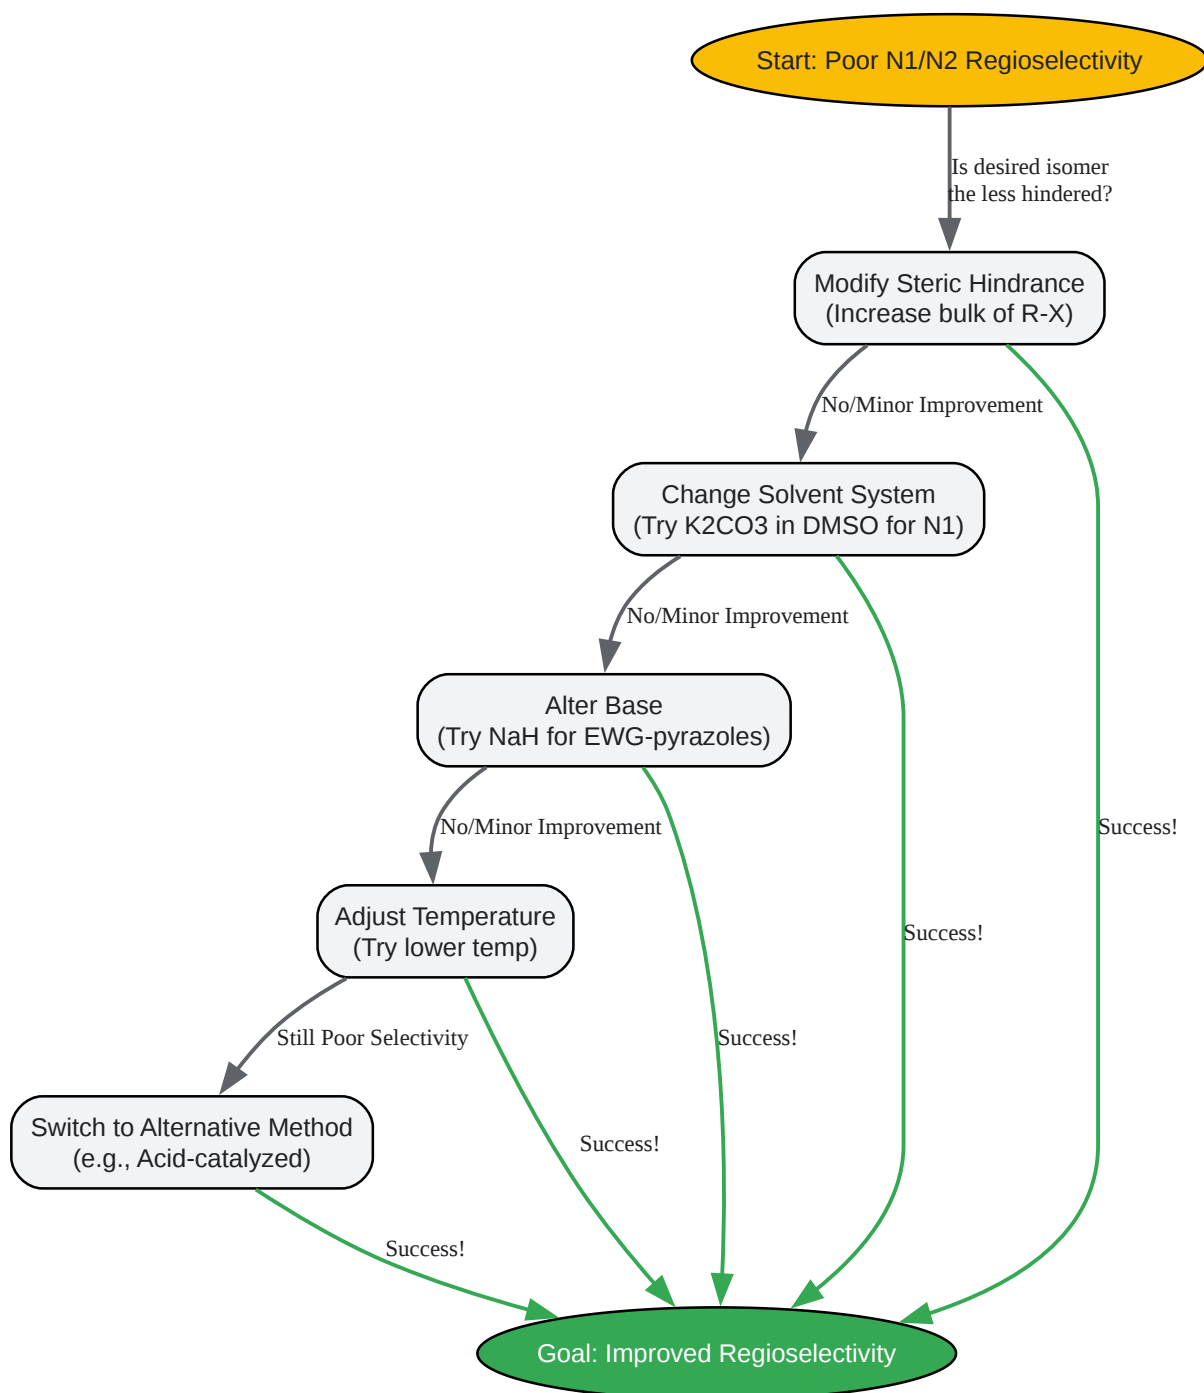 Start: Poor N1/N2 Regioselectivity
Is desired isomer
the less hindered?
Modify Steric Hindrance
(Increase bulk of R-X)
No/Minor Improvement
Change Solvent System
(Try K2CO3 in DMSO for N1)
No/Minor Improvement
Alter Base
(Try NaH for EWG-pyrazoles)
No/Minor Improvement
Success!
Adjust Temperature
(Try lower temp)
Success!
Still Poor Selectivity
Success!
Switch to Alternative Method
(e.g., Acid-catalyzed)
Success!
Success!
Goal: Improved Regioselectivity